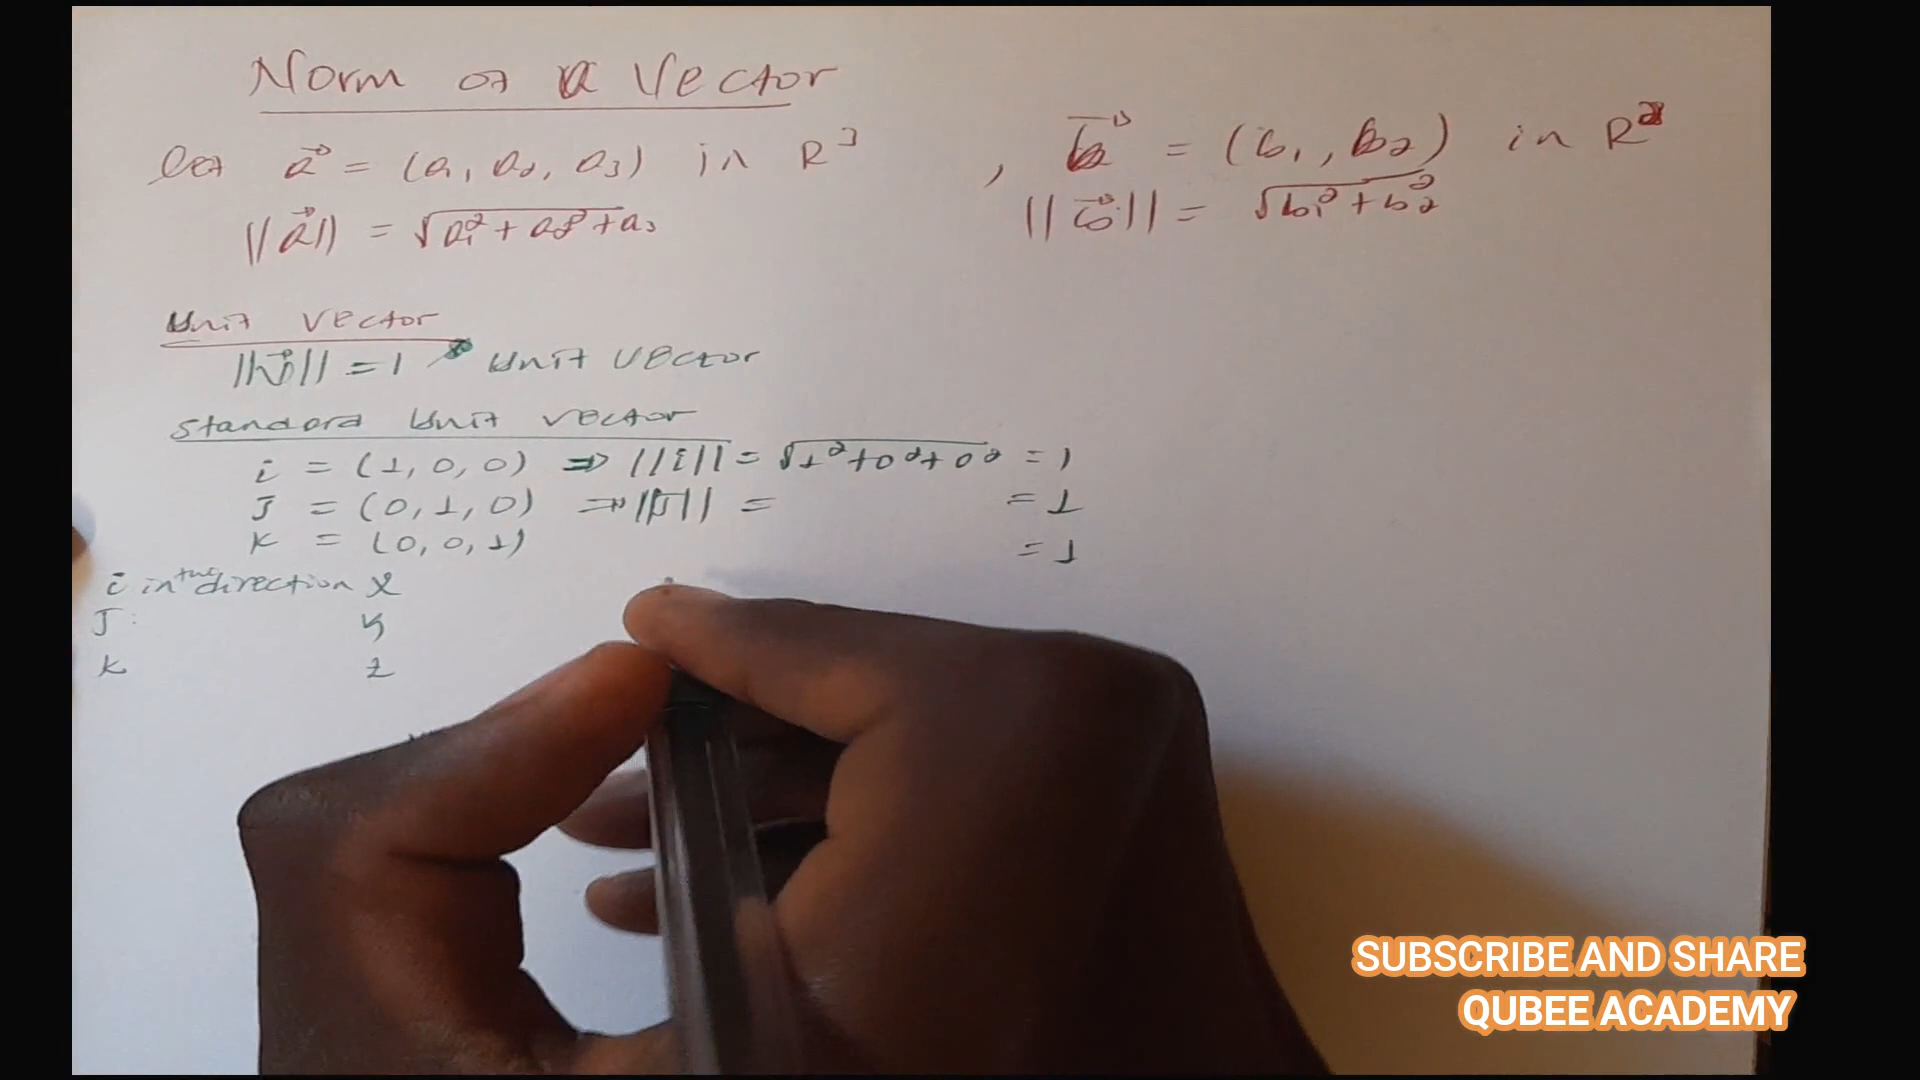 Norm of a Vector
Let a⃗ = (a₁, a₂, a₃) in R³ , b⃗ = (b₁, b₂) in R²
||a⃗|| = √a₁² + a₂² + a₃ ||b⃗|| = √b₁² + b₂²
Unit vector
||v⃗|| = 1 ↗ Unit vector
Standard Unit vector
i = (1, 0, 0) ⇒ ||i|| = √1² + 0² + 0² = 1
J = (0, 1, 0) ⇒ ||J|| = = 1
K = (0, 0, 1) = 1
i in the direction x
J y
K z
SUBSCRIBE AND SHARE
QUBEE ACADEMY